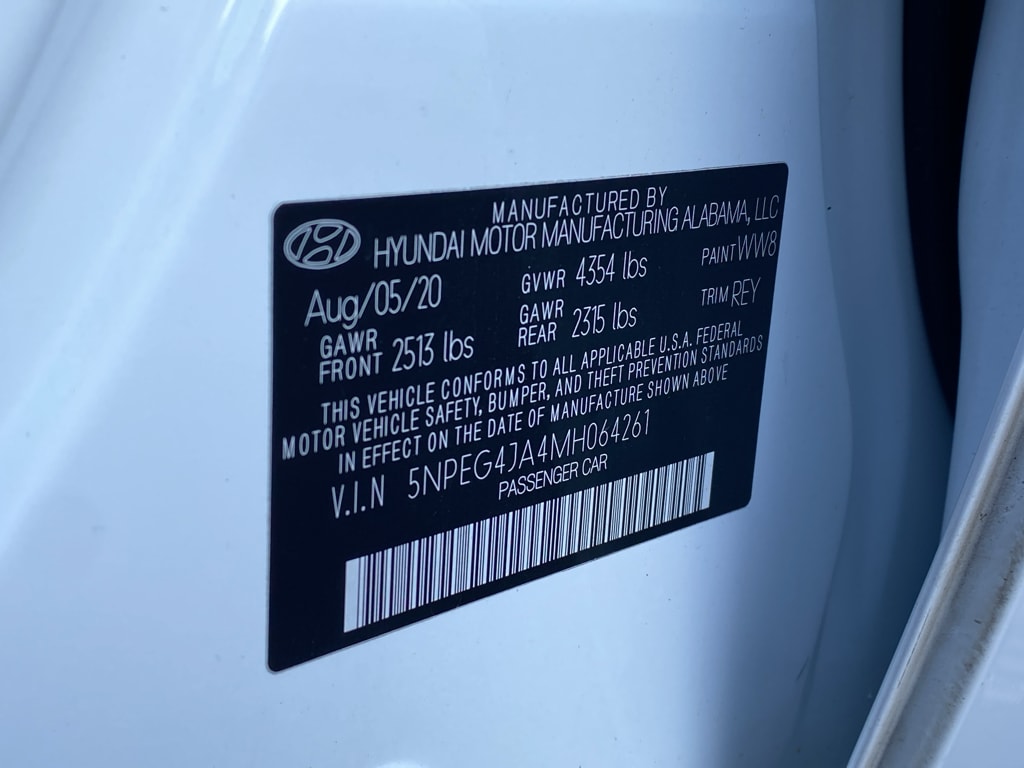 MANUFACTURED BY
HYUNDAI MOTOR MANUFACTURING ALABAMA, LLC
Aug/05/20 GVWR 4354 lbs PAINT WW8
GAWR FRONT 2513 lbs GAWR REAR 2315 lbs TRIM REY
THIS VEHICLE CONFORMS TO ALL APPLICABLE U.S.A. FEDERAL
MOTOR VEHICLE SAFETY, BUMPER, AND THEFT PREVENTION STANDARDS
IN EFFECT ON THE DATE OF MANUFACTURE SHOWN ABOVE
V.I.N 5NPEG4JA4MH064261
PASSENGER CAR